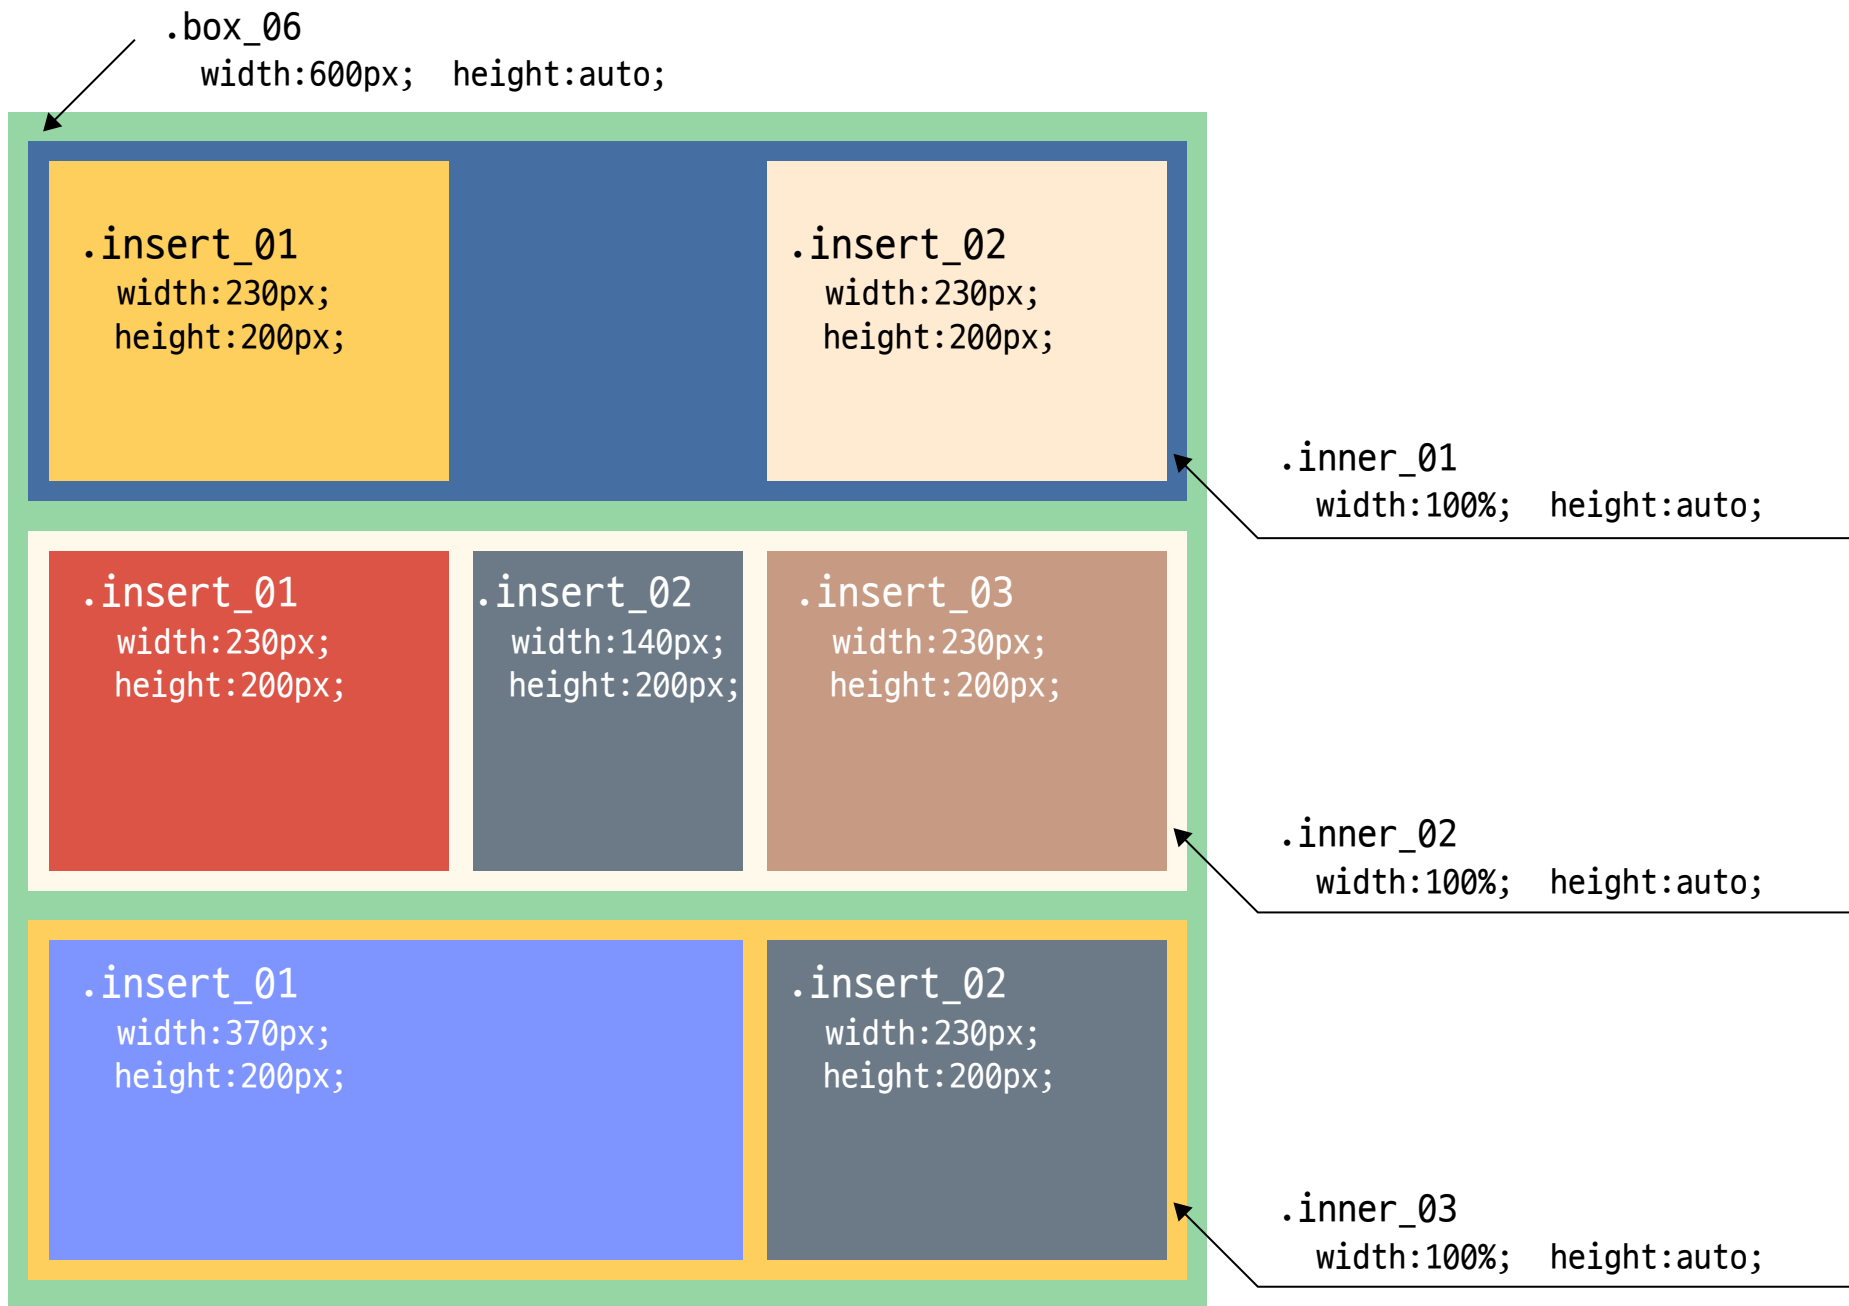 .box_06
width:600px;  height:auto;
.insert_01
width:230px;
height:200px;
.insert_02
width:230px;
height:200px;
.inner_01
width:100%;  height:auto;
.insert_01
width:230px;
height:200px;
.insert_02
width:140px;
height:200px;
.insert_03
width:230px;
height:200px;
.inner_02
width:100%;  height:auto;
.insert_01
width:370px;
height:200px;
.insert_02
width:230px;
height:200px;
.inner_03
width:100%;  height:auto;